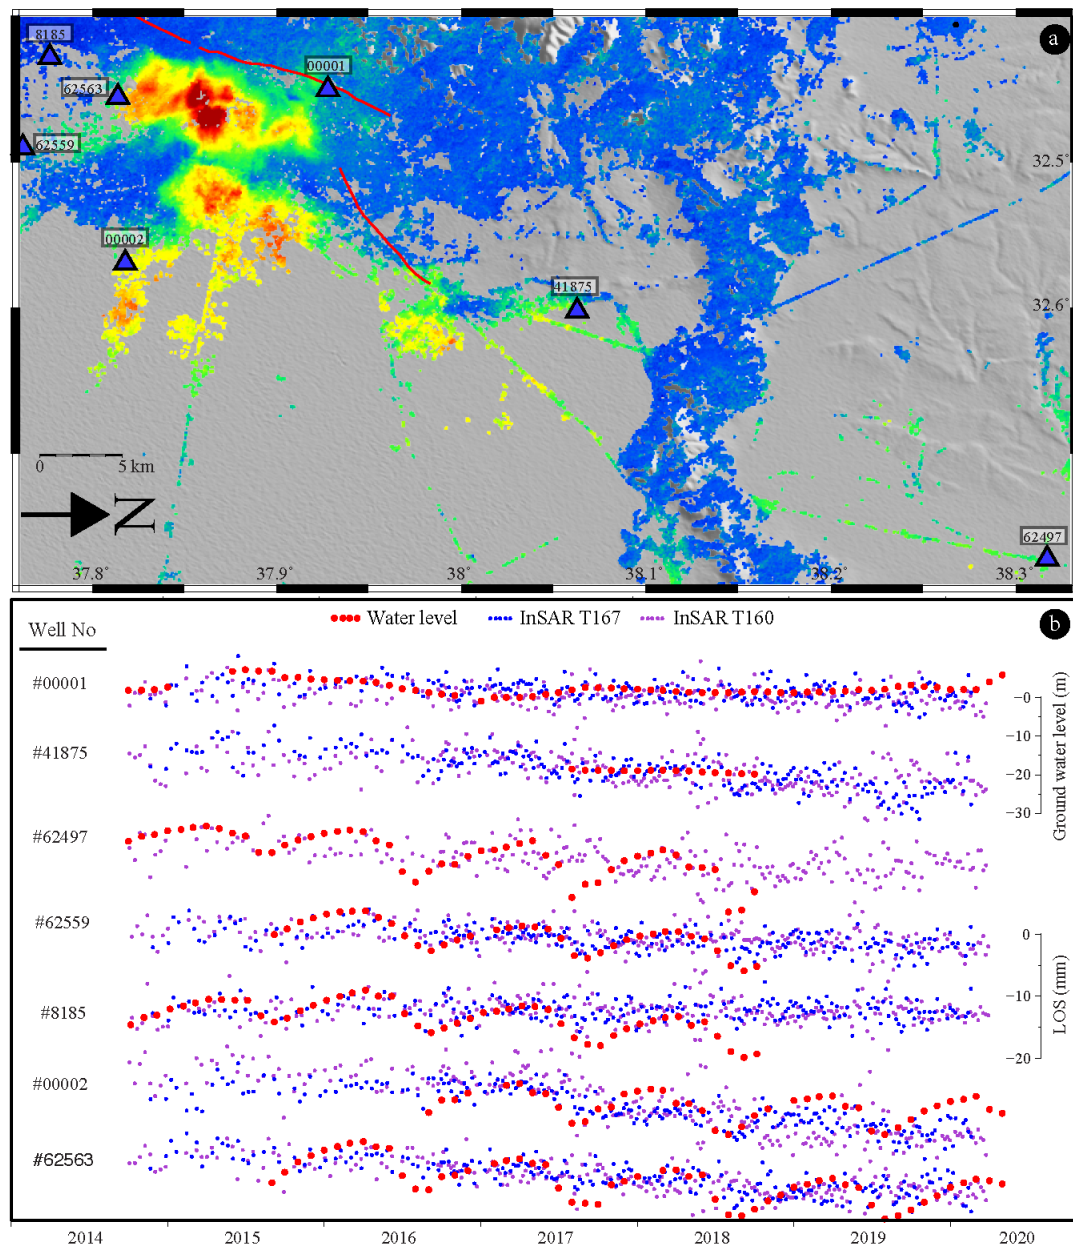 a
8185
00001
62563
62559
32.5°
00002
41875
32.6°
0 5 km
N
62497
37.8° 37.9° 38° 38.1° 38.2° 38.3°
Well No
Water level InSAR T167 InSAR T160
b
#00001
#41875
#62497
#62559
#8185
#00002
#62563
−0
−10
−20
−30
Ground water level (m)
0
−10
−20
LOS (mm)
2014 2015 2016 2017 2018 2019 2020